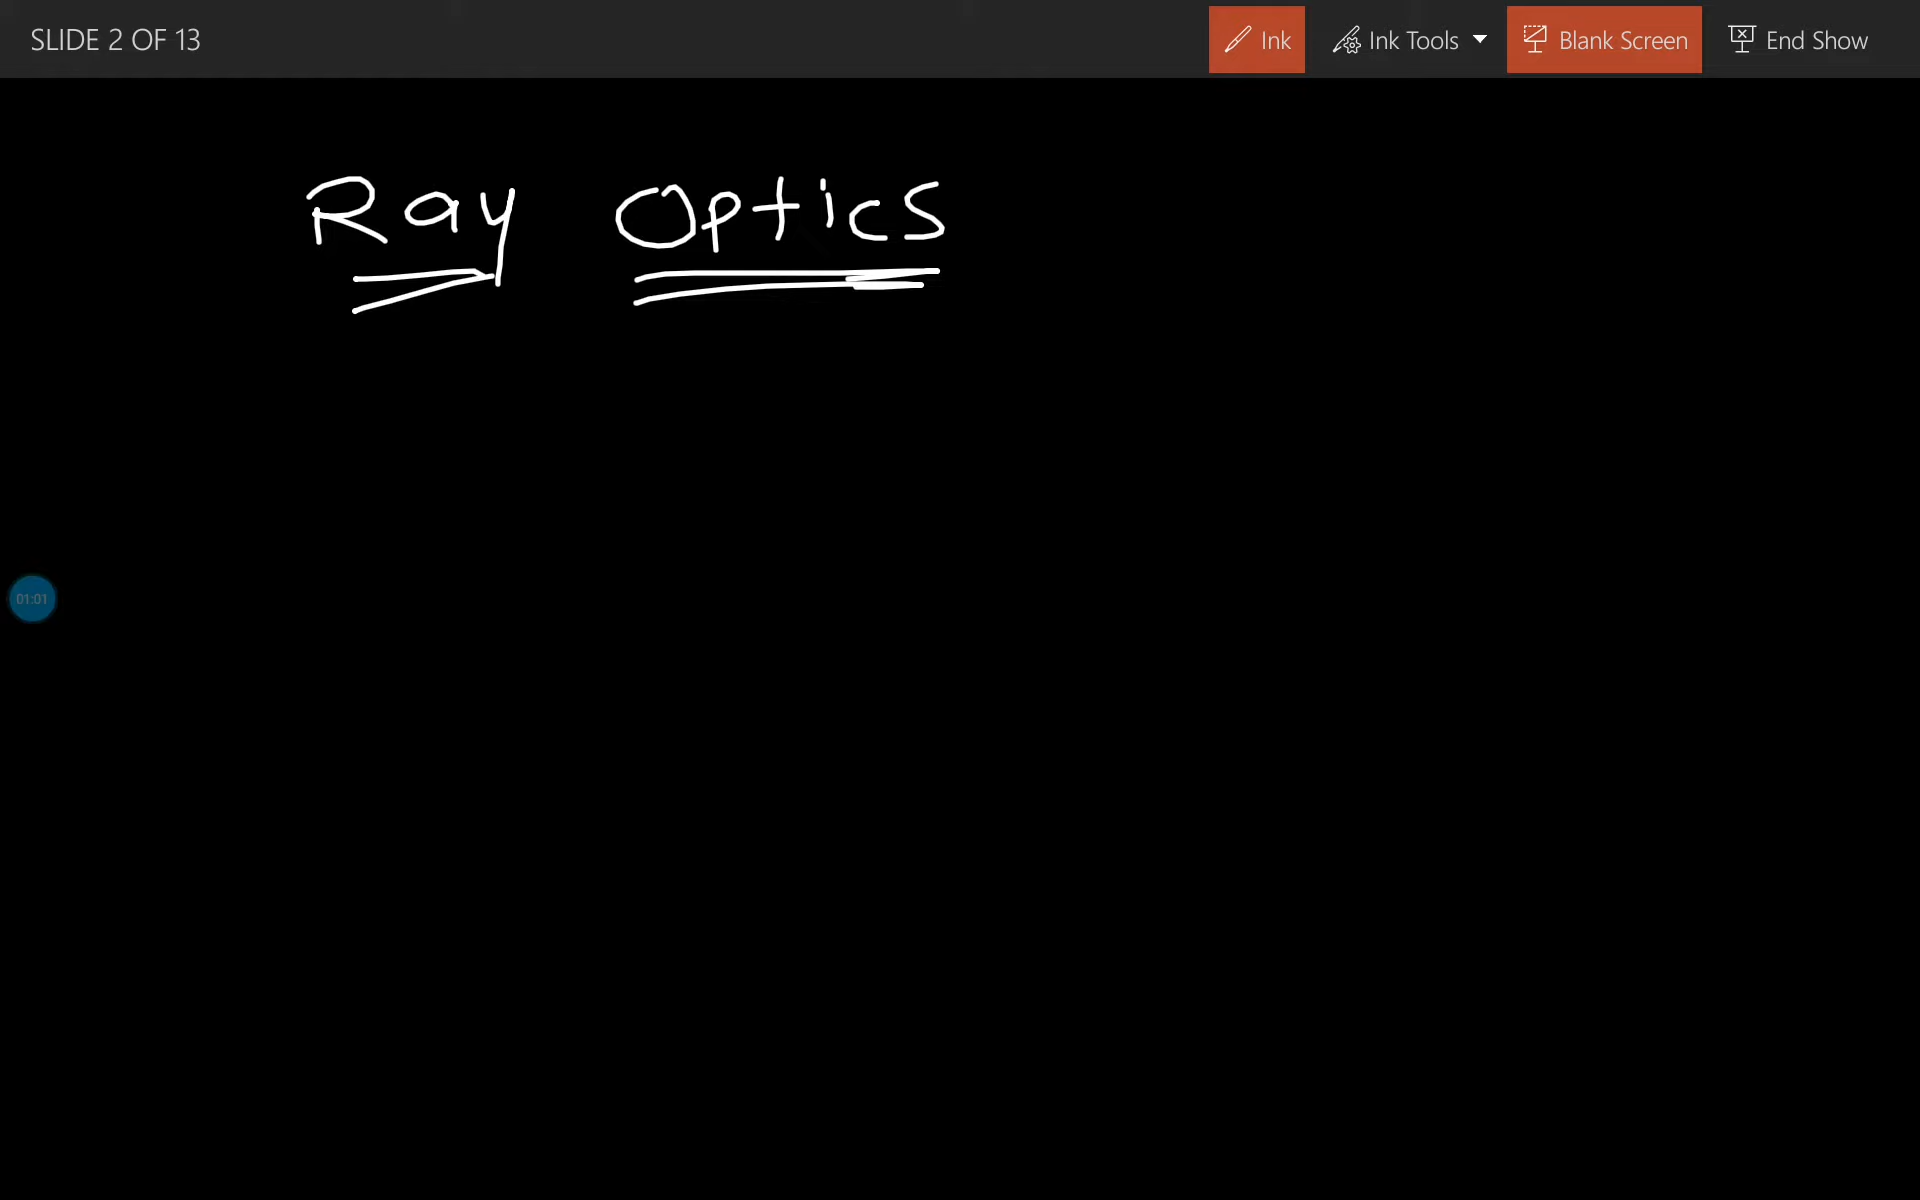 SLIDE 2 OF 13 Ink Ink Tools Blank Screen End Show
Ray Optics
01:01